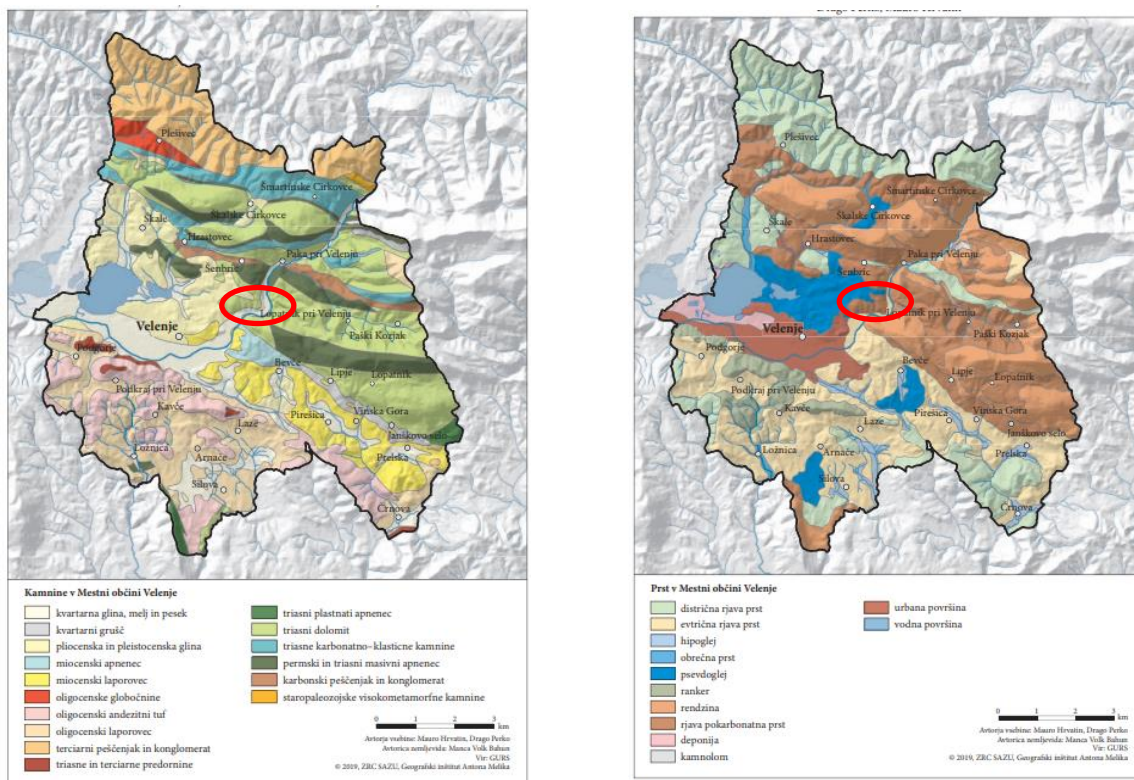 Plešivec
Šmartinske Cirkovce
Škalske Cirkovce
Škale
Hrastovec
Šenbric
Paka pri Velenju
Lopatnik pri Velenju
Velenje
Paški Kozjak
Podgorje
Bevče
Lipje
Lopatnik
Podkraj pri Velenju
Kavče
Pirešica
Vinska Gora
Laze
Janškovo selo
Ložnica
Arnače
Prelska
Silova
Črnova
Kamnine v Mestni občini Velenje
kvartarna glina, melj in pesek
kvartarni grušč
pliocenska in pleistocenska glina
miocenski apnenec
miocenski laporovec
oligocenske globočnine
oligocenski andezitni tuf
oligocenski laporovec
terciarni peščenjak in konglomerat
triasne in terciarne predornine
triasni plastnati apnenec
triasni dolomit
triasne karbonatno-klastične kamnine
permski in triasni masivni apnenec
karbonski peščenjak in konglomerat
staropaleozojske visokometamorfne kamnine
0 1 2 3
km
Avtorja vsebine: Mauro Hrvatin, Drago Perko
Avtorica zemljevida: Manca Volk Bahun
Vir: GURS
© 2019, ZRC SAZU, Geografski inštitut Antona Melika
Plešivec
Šmartinske Cirkovce
Škalske Cirkovce
Škale
Hrastovec
Šenbric
Paka pri Velenju
Lopatnik pri Velenju
Velenje
Paški Kozjak
Podgorje
Bevče
Lipje
Lopatnik
Podkraj pri Velenju
Kavče
Pirešica
Vinska Gora
Laze
Janškovo selo
Ložnica
Arnače
Prelska
Silova
Črnova
Prst v Mestni občini Velenje
distrična rjava prst
evtrična rjava prst
hipoglej
obrečna prst
psevdoglej
ranker
rendzina
rjava pokarbonatna prst
deponija
kamnolom
urbana površina
vodna površina
0 1 2 3
km
Avtorja vsebine: Mauro Hrvatin, Drago Perko
Avtorica zemljevida: Manca Volk Bahun
Vir: GURS
© 2019, ZRC SAZU, Geografski inštitut Antona Melika